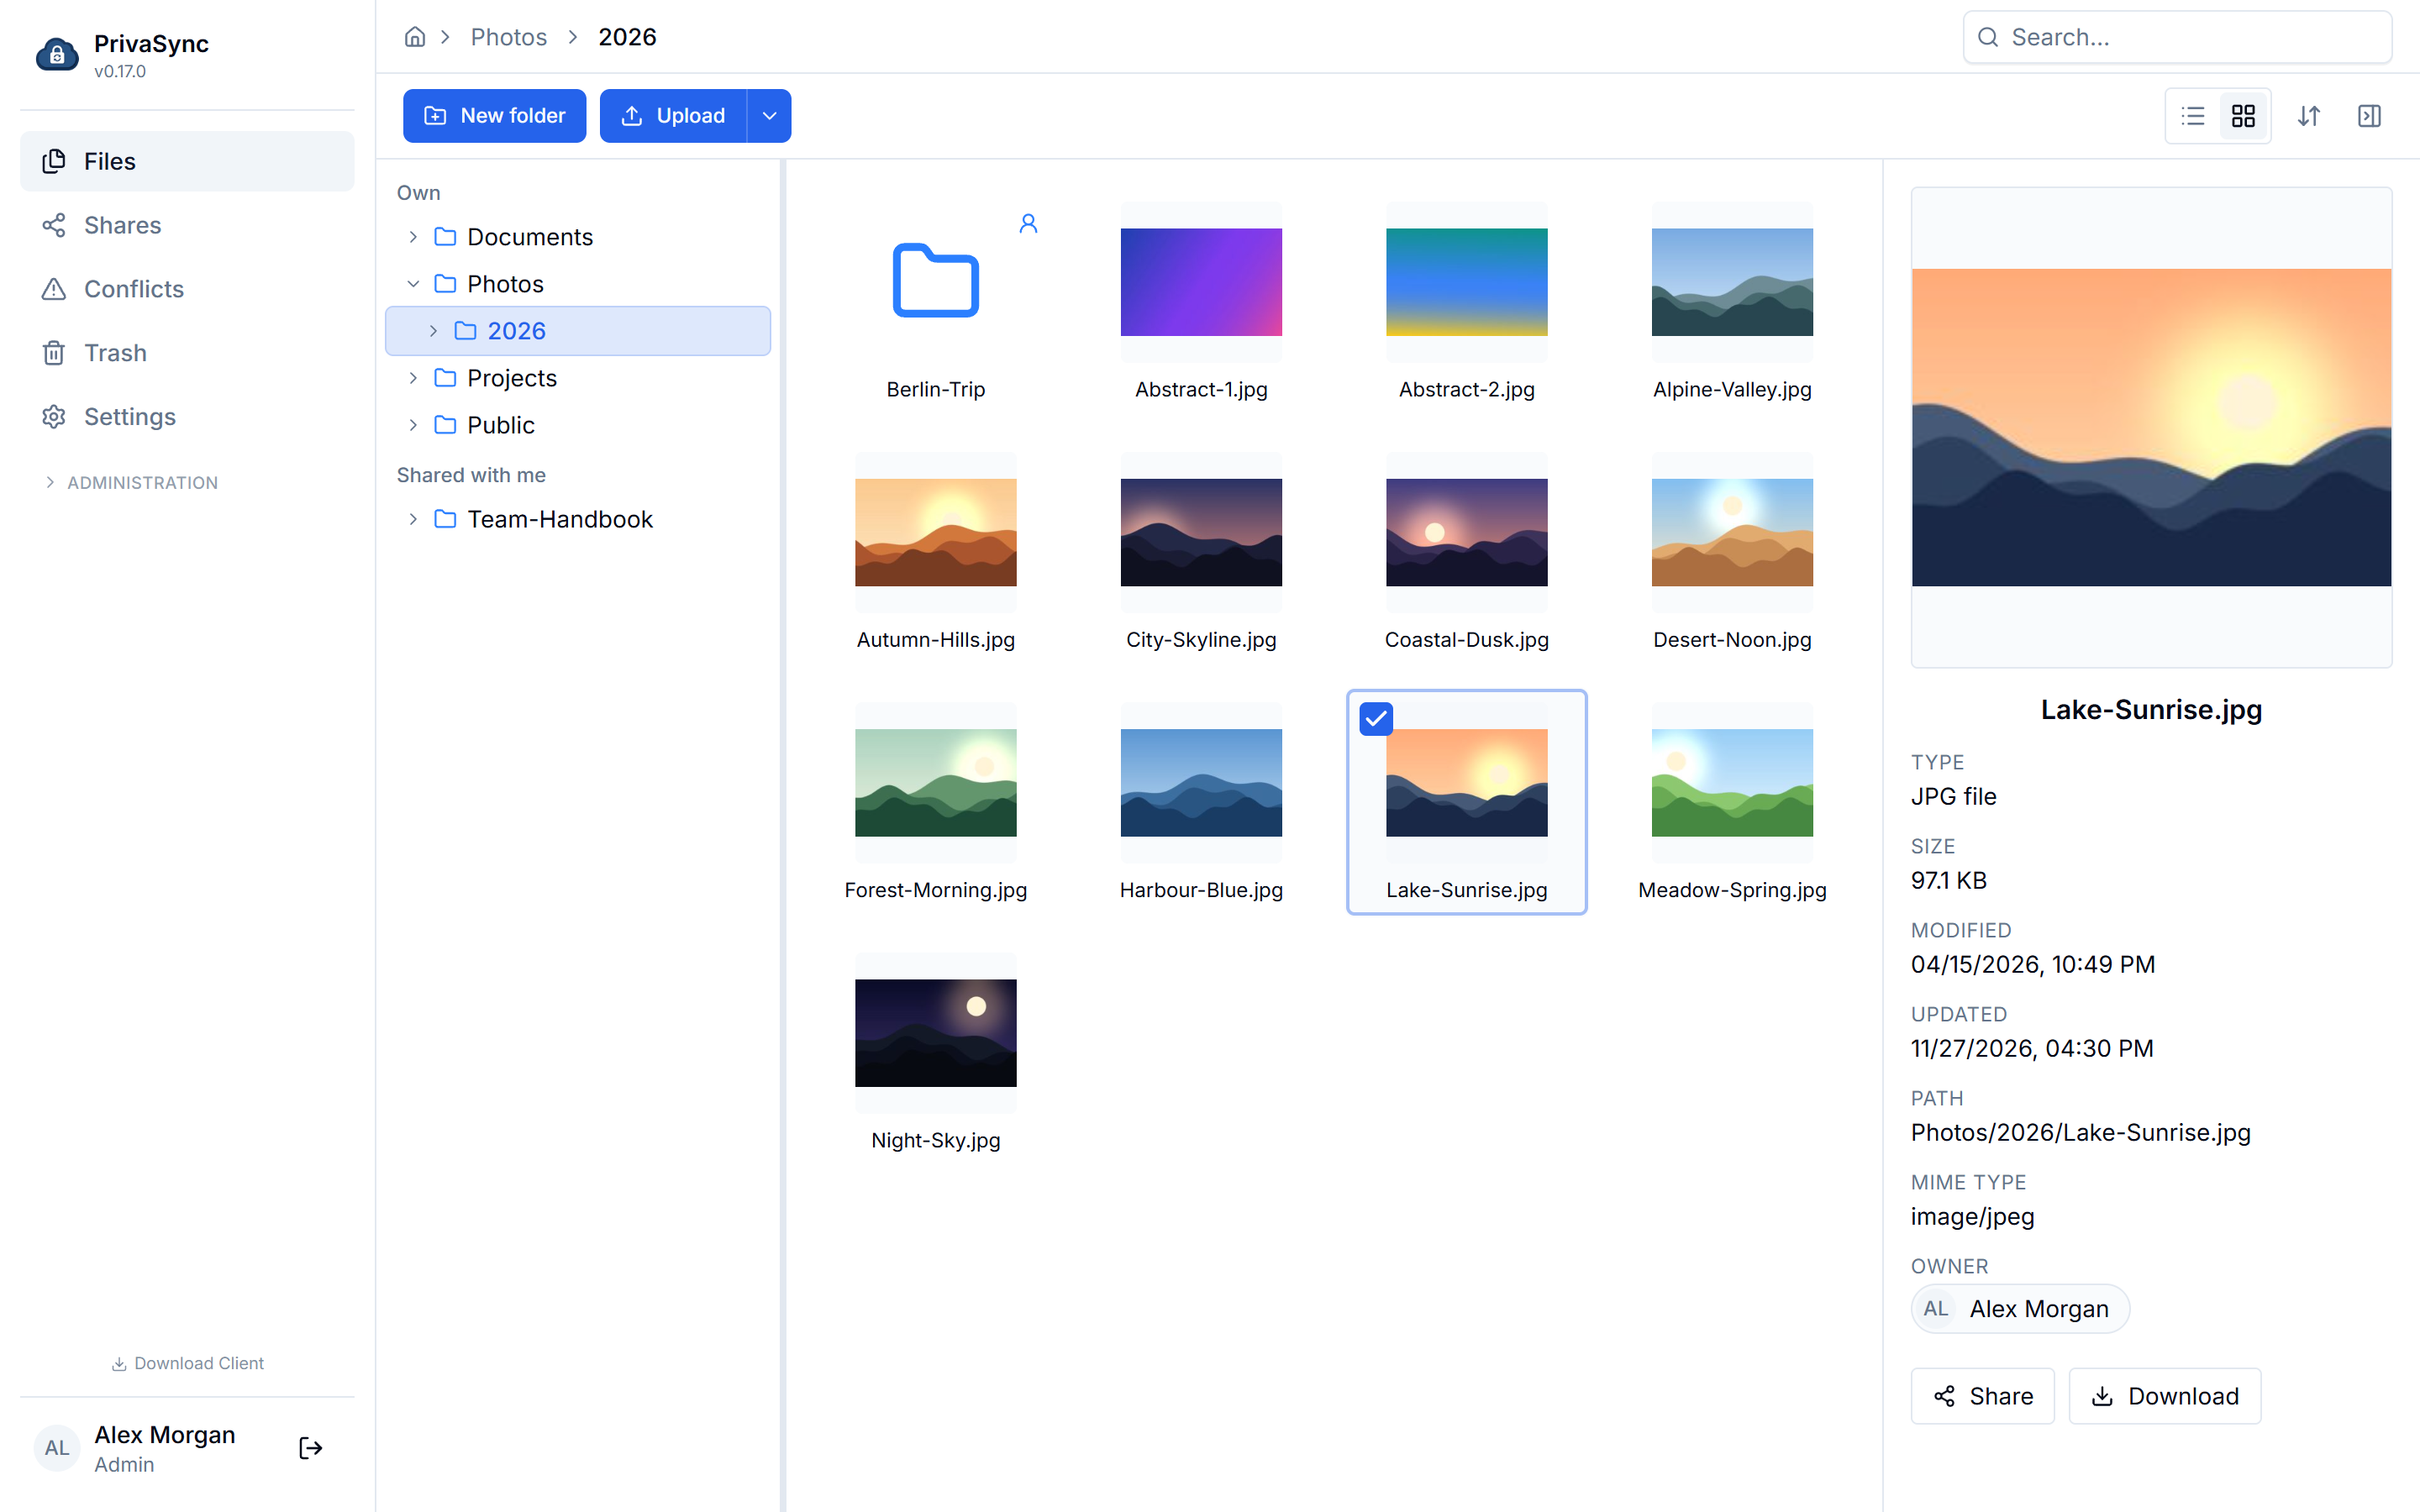 PrivaSync
v0.17.0
Files
Shares
Conflicts
Trash
Settings
ADMINISTRATION
Download Client
AL
Alex Morgan
Admin
Photos
2026
Search...
New folder
Upload
Own
Documents
Photos
2026
Projects
Public
Shared with me
Team-Handbook
Berlin-Trip
Abstract-1.jpg
Abstract-2.jpg
Alpine-Valley.jpg
Autumn-Hills.jpg
City-Skyline.jpg
Coastal-Dusk.jpg
Desert-Noon.jpg
Forest-Morning.jpg
Harbour-Blue.jpg
Lake-Sunrise.jpg
Meadow-Spring.jpg
Night-Sky.jpg
Lake-Sunrise.jpg
TYPE
JPG file
SIZE
97.1 KB
MODIFIED
04/15/2026, 10:49 PM
UPDATED
11/27/2026, 04:30 PM
PATH
Photos/2026/Lake-Sunrise.jpg
MIME TYPE
image/jpeg
OWNER
AL Alex Morgan
Share
Download